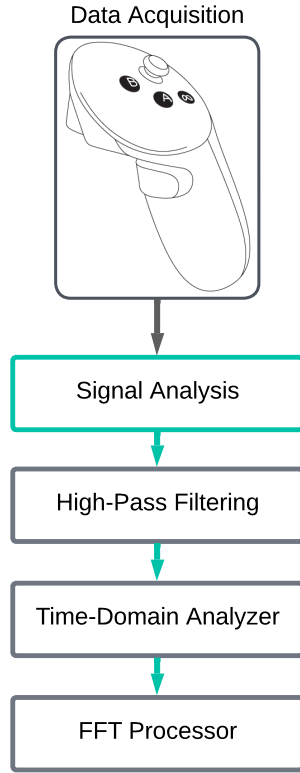 Data Acquisition
B
A
Signal Analysis
High-Pass Filtering
Time-Domain Analyzer
FFT Processor